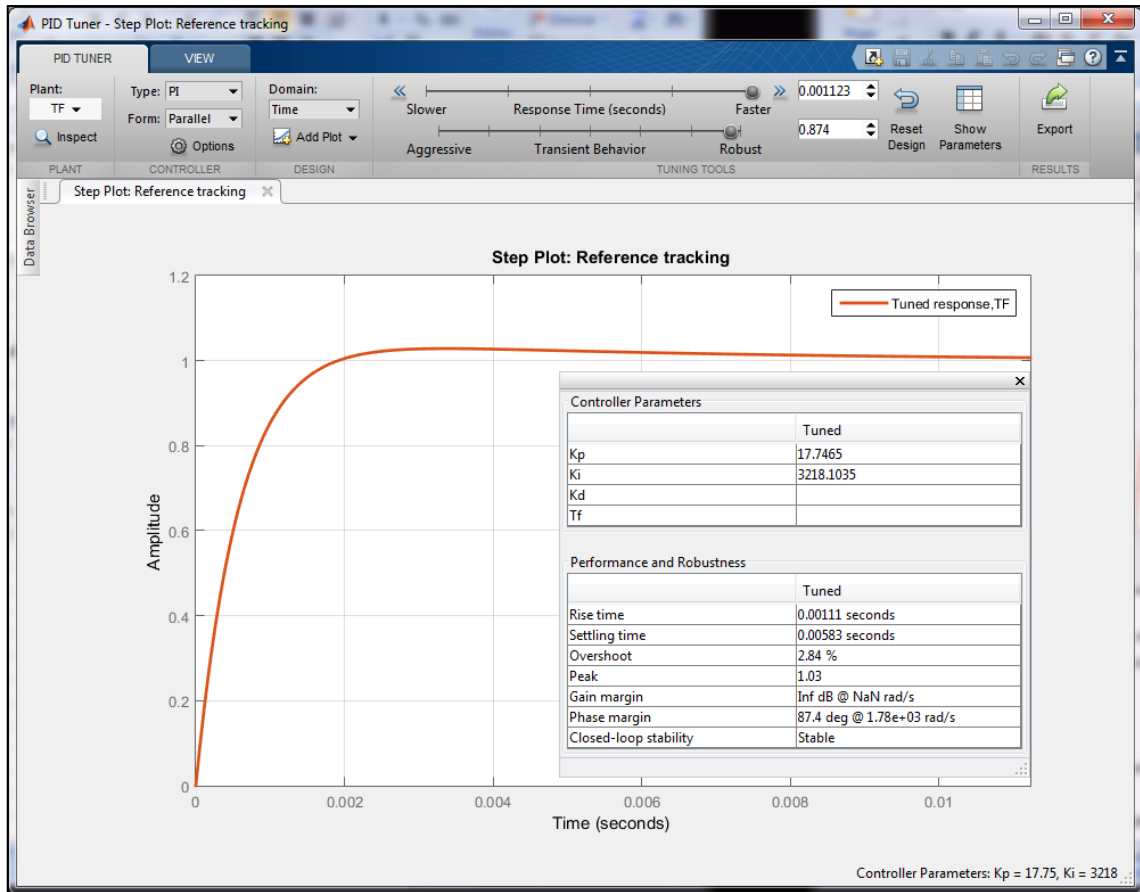 PID Tuner - Step Plot: Reference tracking
PID TUNER VIEW
Plant: Type: PI Domain:
TF Form: Parallel Time
Slower Response Time (seconds) Faster 0.001123
Inspect Options Add Plot
Aggressive Transient Behavior Robust 0.874
Reset Design Show Parameters Export
PLANT CONTROLLER DESIGN TUNING TOOLS RESULTS
Data Browser
Step Plot: Reference tracking
Step Plot: Reference tracking
Tuned response,TF
1.2
1
0.8
0.6
0.4
0.2
0
Amplitude
0 0.002 0.004 0.006 0.008 0.01
Time (seconds)
Controller Parameters
Tuned
Kp 17.7465
Ki 3218.1035
Kd
Tf
Performance and Robustness
Tuned
Rise time 0.00111 seconds
Settling time 0.00583 seconds
Overshoot 2.84 %
Peak 1.03
Gain margin Inf dB @ NaN rad/s
Phase margin 87.4 deg @ 1.78e+03 rad/s
Closed-loop stability Stable
Controller Parameters: Kp = 17.75, Ki = 3218